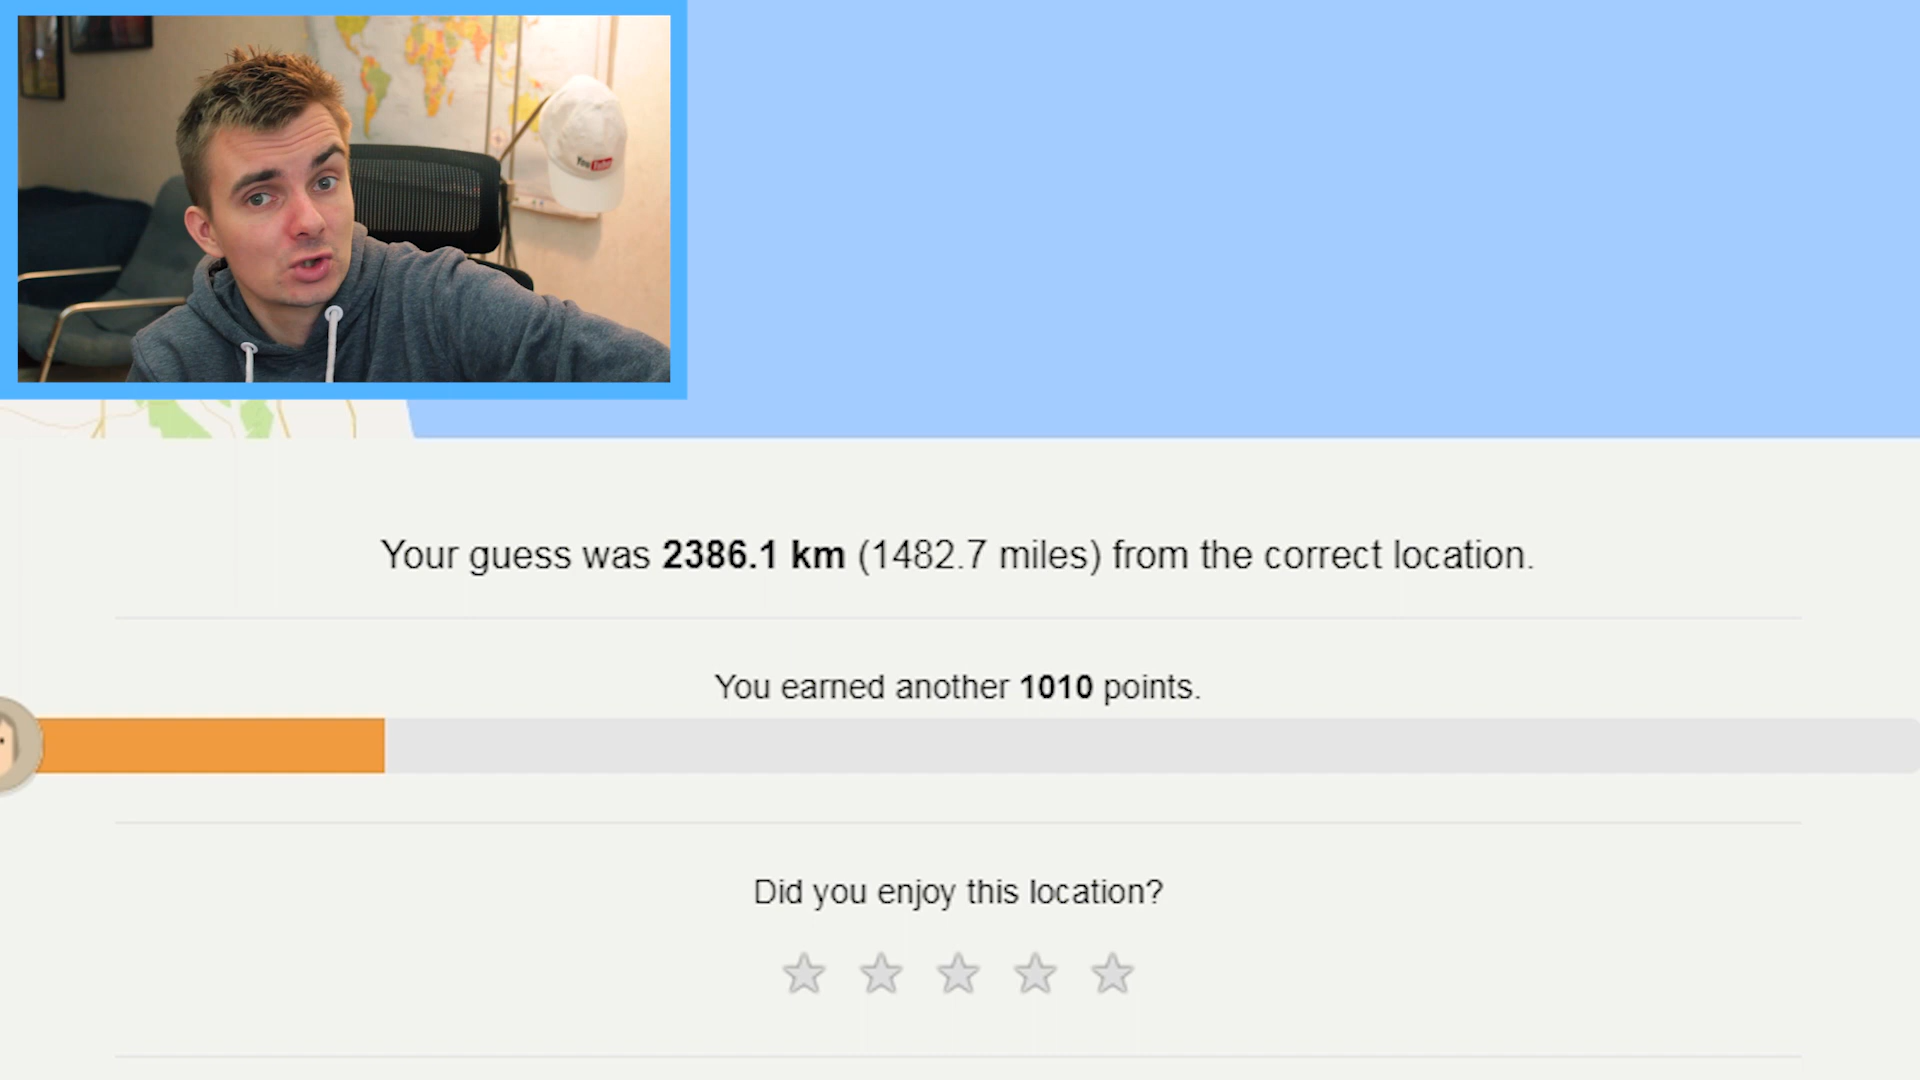 YouTube
Your guess was 2386.1 km (1482.7 miles) from the correct location.
You earned another 1010 points.
Did you enjoy this location?